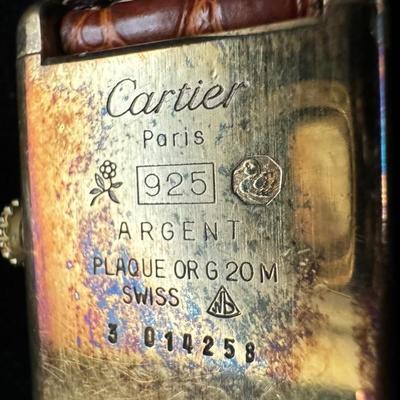 Cartier
Paris
925
ARGENT
PLAQUE OR G 20 M
SWISS
3 014258